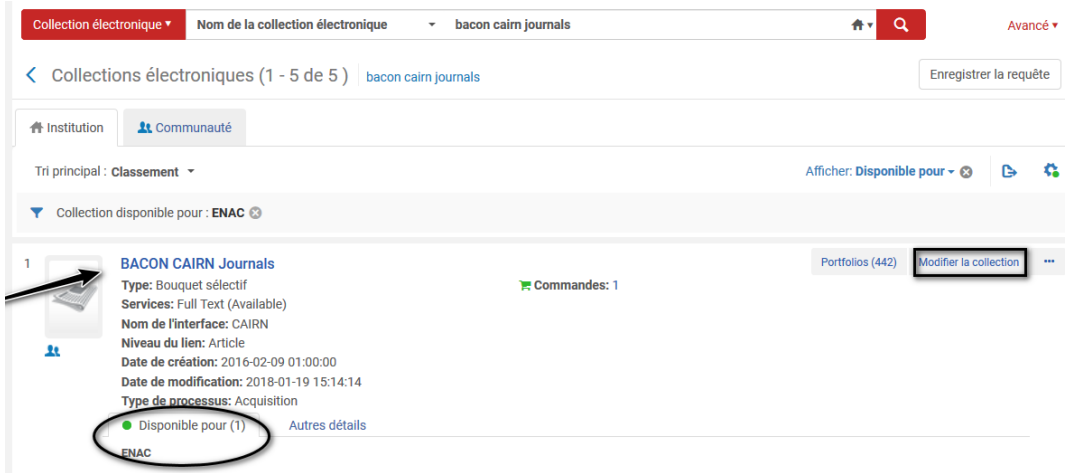 Collection électronique Nom de la collection électronique bacon cairn journals Avancé
Collections électroniques (1 - 5 de 5 ) bacon cairn journals Enregistrer la requête
Institution Communauté
Tri principal : Classement Afficher: Disponible pour
Collection disponible pour : ENAC
1 BACON CAIRN Journals Portfolios (442) Modifier la collection
Type: Bouquet sélectif Commandes: 1
Services: Full Text (Available)
Nom de l'interface: CAIRN
Niveau du lien: Article
Date de création: 2016-02-09 01:00:00
Date de modification: 2018-01-19 15:14:14
Type de processus: Acquisition
Disponible pour (1) Autres détails
ENAC